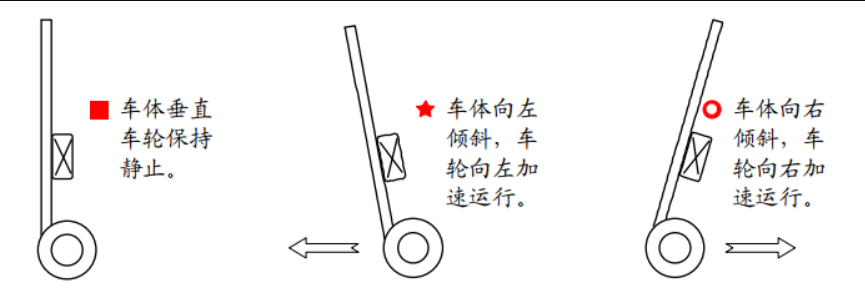 车体垂直
车轮保持
静止。
车体向左
倾斜，车
轮向左加
速运行。
车体向右
倾斜，车
轮向右加
速运行。